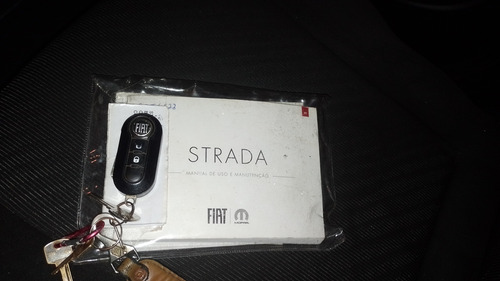 FIAT
STRADA
MANUAL DE USO E MANUTENÇÃO
FIAT